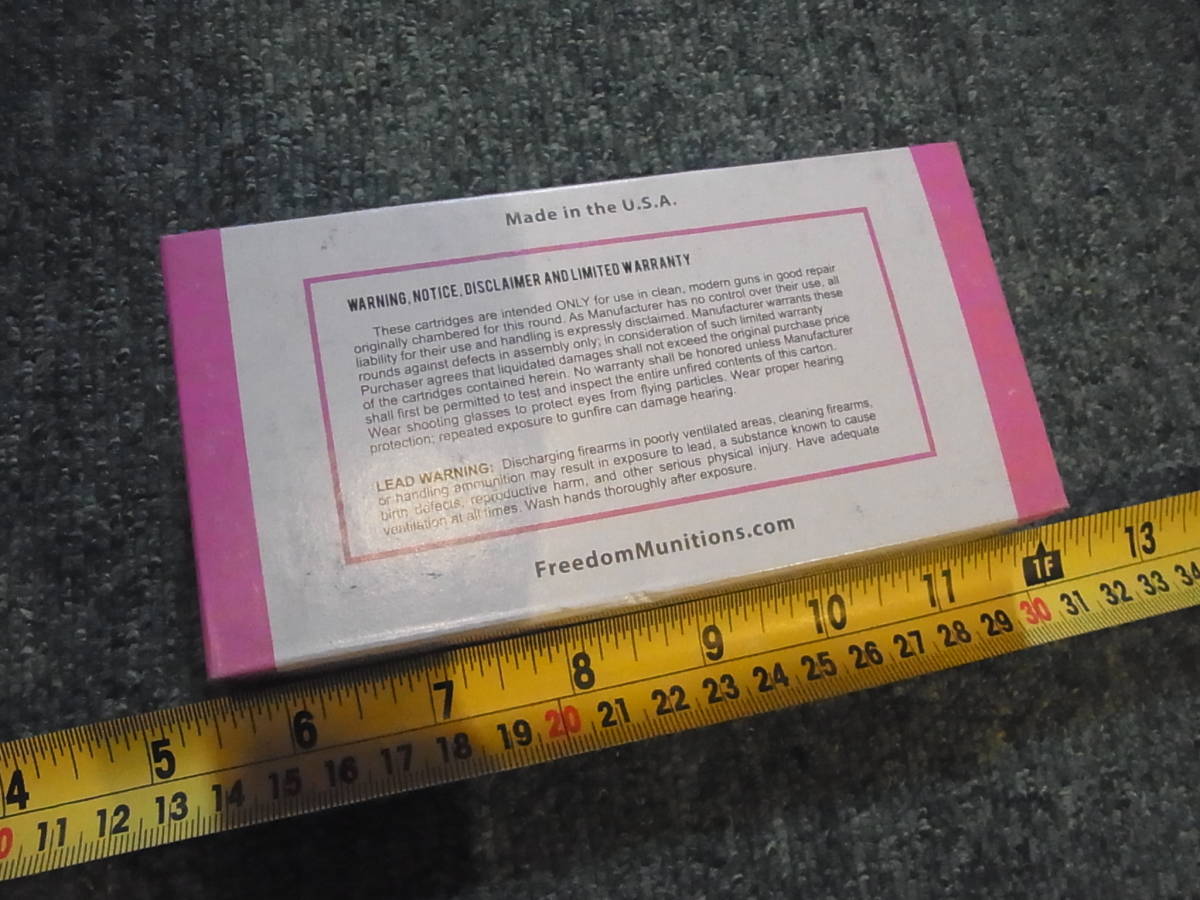 Made in the U.S.A.
WARNING, NOTICE, DISCLAIMER AND LIMITED WARRANTY
These cartridges are intended ONLY for use in clean, modern guns in good repair
originally chambered for this round. As Manufacturer has no control over their use, all
liability for their use and handling is expressly disclaimed. Manufacturer warrants these
rounds against defects in assembly only; in consideration of such limited warranty
Purchaser agrees that liquidated damages shall not exceed the original purchase price
of the cartridges contained herein. No warranty shall be honored unless Manufacturer
shall first be permitted to test and inspect the entire unfired contents of this carton.
Wear shooting glasses to protect eyes from flying particles. Wear proper hearing
protection; repeated exposure to gunfire can damage hearing.
LEAD WARNING: Discharging firearms in poorly ventilated areas, cleaning firearms,
or handling ammunition may result in exposure to lead, a substance known to cause
birth defects, reproductive harm, and other serious physical injury. Have adequate
ventilation at all times. Wash hands thoroughly after exposure.
FreedomMunitions.com
4 5 6 7 8 9 10 11 1F 13
0 11 12 13 14 15 16 17 18 19 20 21 22 23 24 25 26 27 28 29 30 31 32 33 34